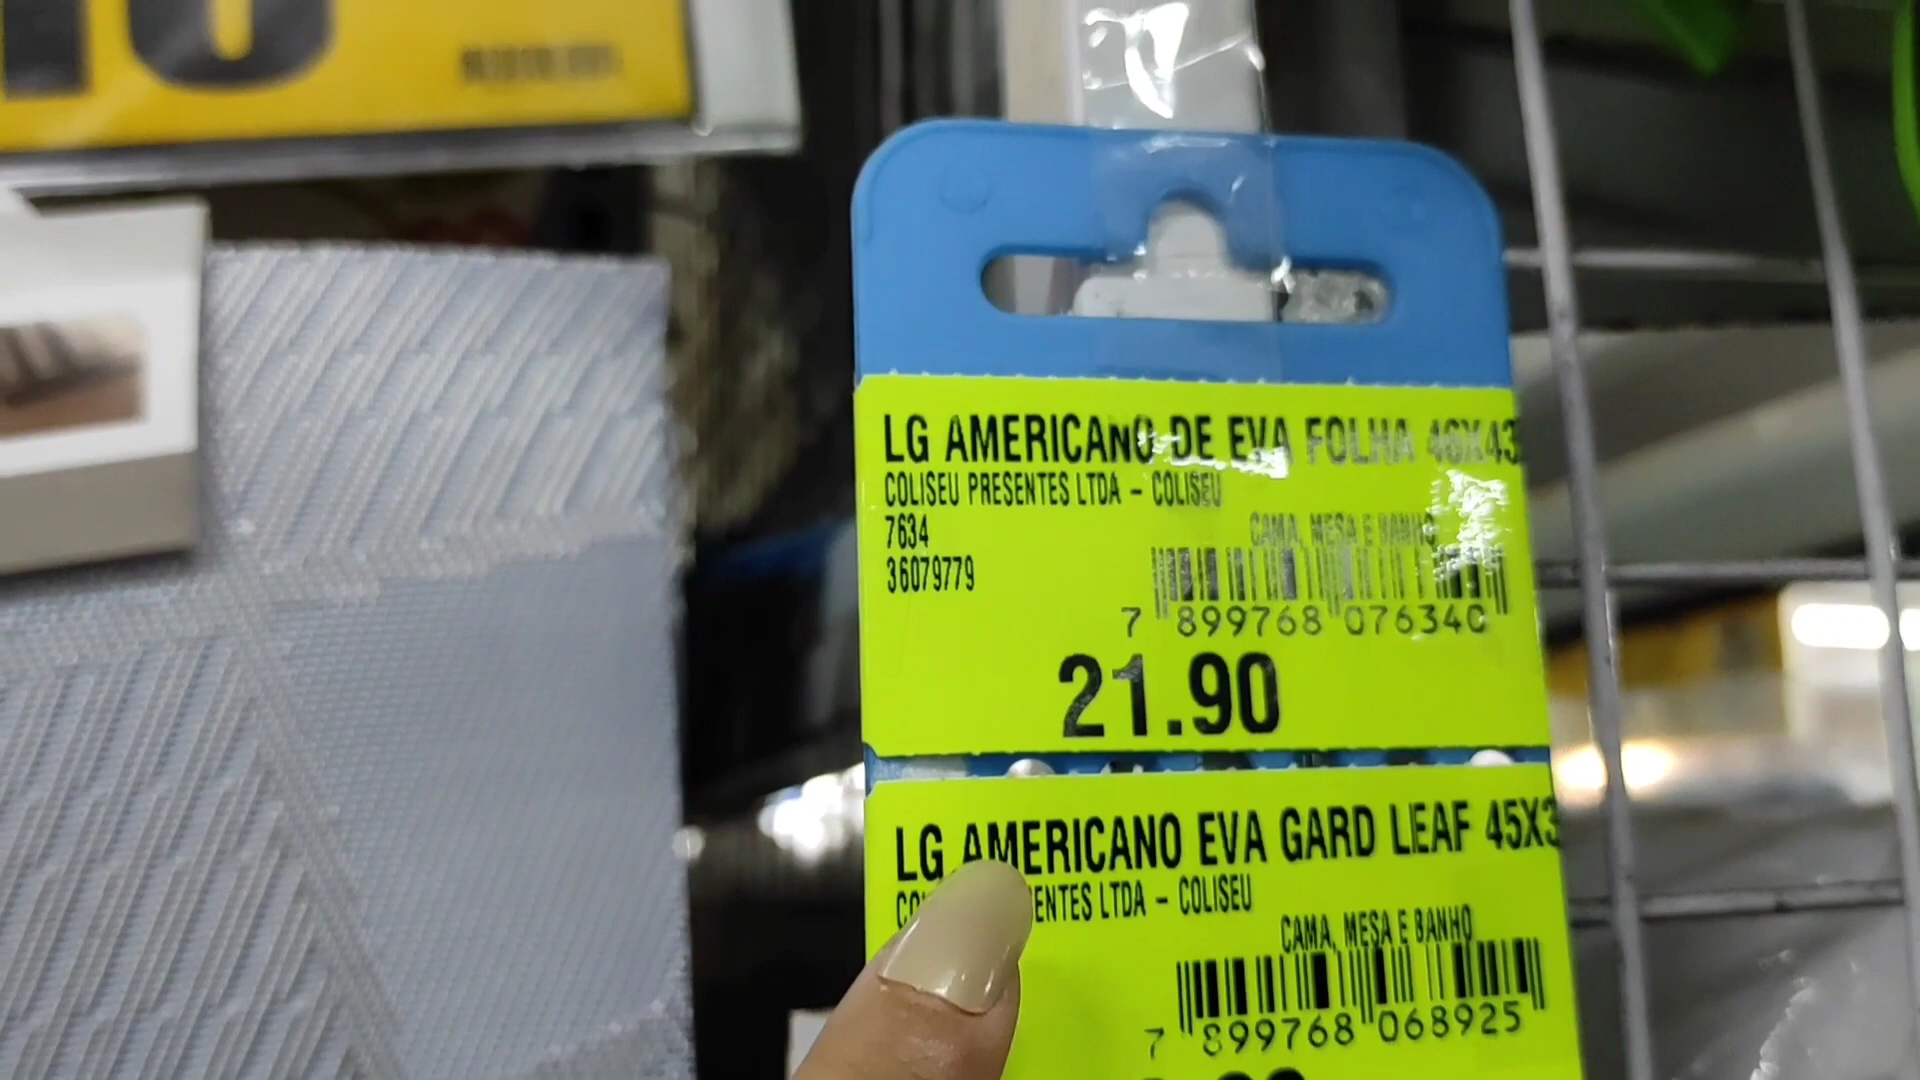 LG AMERICANO DE EVA FOLHA 46X43
COLISEU PRESENTES LTDA - COLISEU
7634
CAMA, MESA E BANHO
36079779
7 899768 076340
21.90
LG AMERICANO EVA GARD LEAF 45X3
ENTES LTDA - COLISEU
CAMA, MESA E BANHO
7 899768 068925